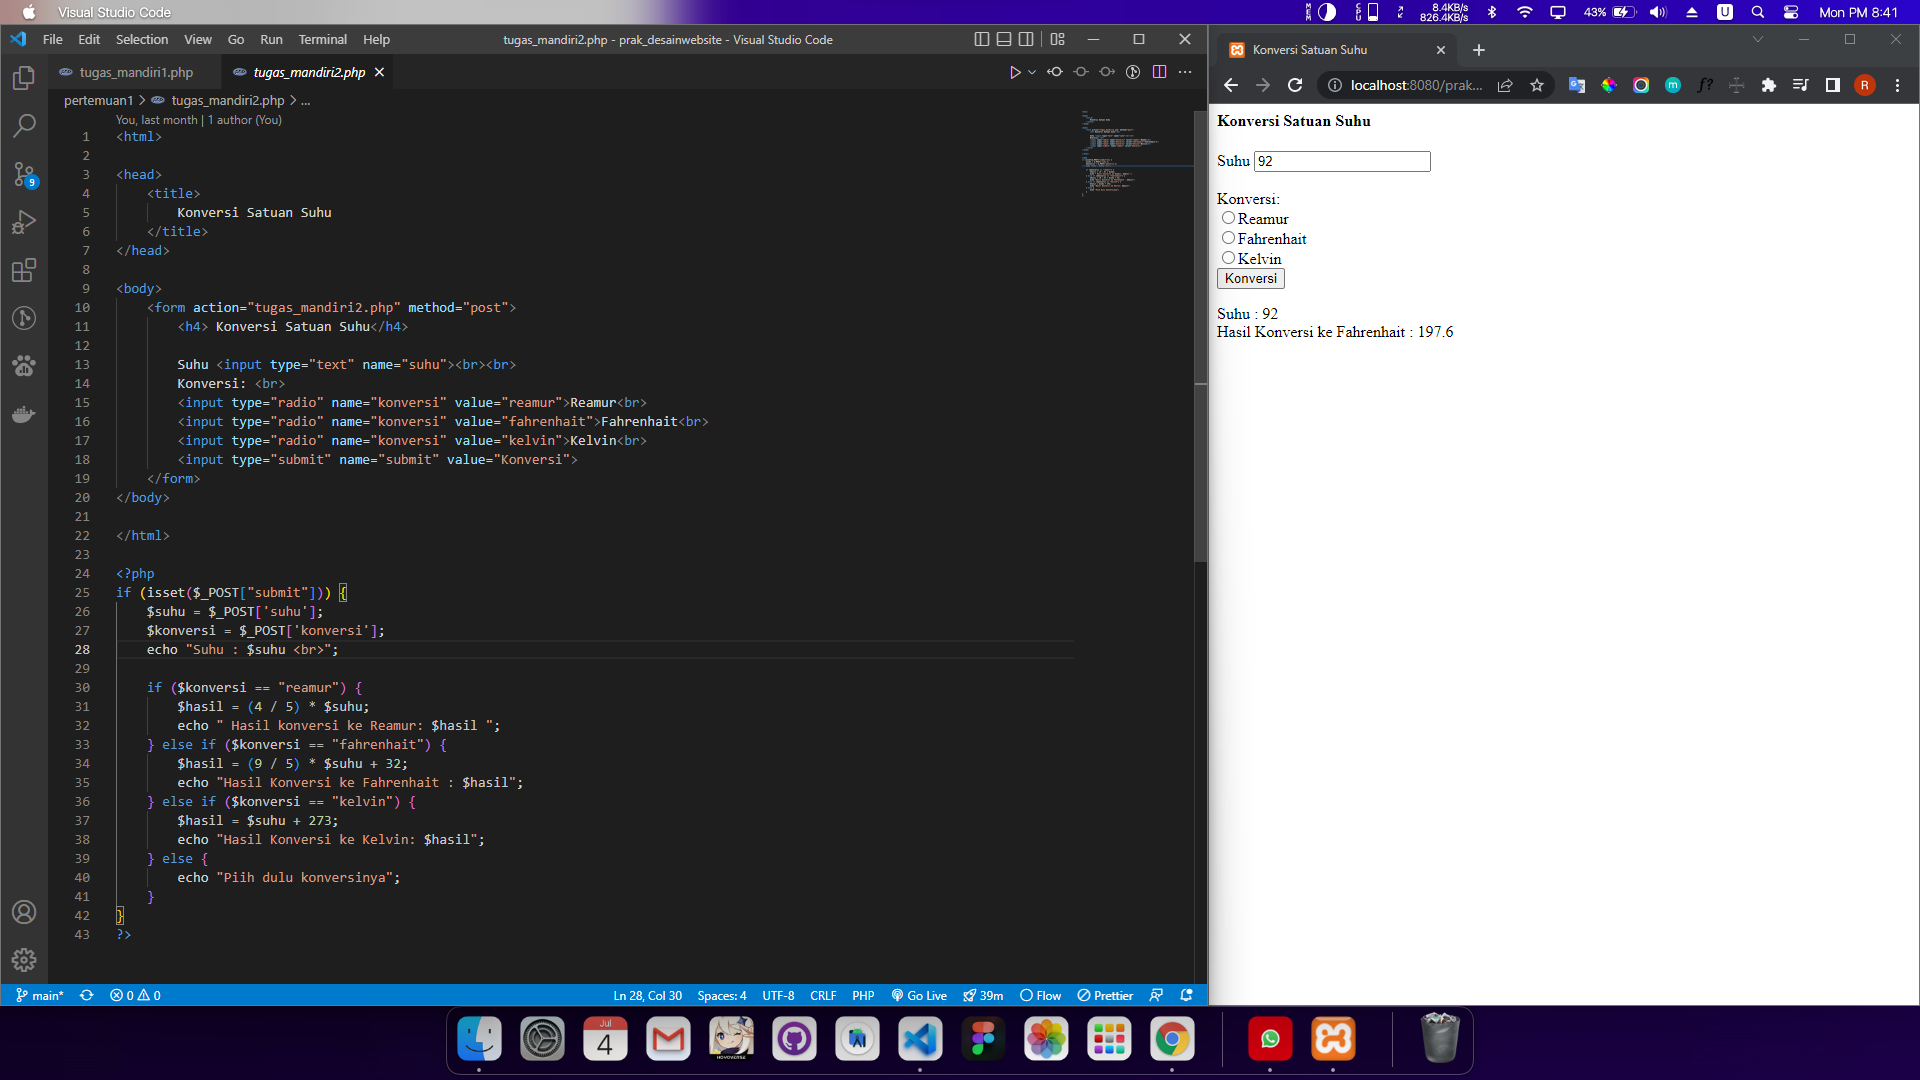 Visual Studio Code
MEM
CPU
8.4KB/s
826.4KB/s
43%
U
Mon PM 8:41
File Edit Selection View Go Run Terminal Help
tugas_mandiri2.php - prak_desainwebsite - Visual Studio Code
tugas_mandiri1.php
tugas_mandiri2.php
pertemuan1 > tugas_mandiri2.php > ...
You, last month | 1 author (You)
1 <html>
2
3 <head>
4 <title>
5 Konversi Satuan Suhu
6 </title>
7 </head>
8
9 <body>
10 <form action="tugas_mandiri2.php" method="post">
11 <h4> Konversi Satuan Suhu</h4>
12
13 Suhu <input type="text" name="suhu"><br><br>
14 Konversi: <br>
15 <input type="radio" name="konversi" value="reamur">Reamur<br>
16 <input type="radio" name="konversi" value="fahrenhait">Fahrenhait<br>
17 <input type="radio" name="konversi" value="kelvin">Kelvin<br>
18 <input type="submit" name="submit" value="Konversi">
19 </form>
20 </body>
21
22 </html>
23
24 <?php
25 if (isset($_POST["submit"])) {
26 $suhu = $_POST['suhu'];
27 $konversi = $_POST['konversi'];
28 echo "Suhu : $suhu <br>";
29
30 if ($konversi == "reamur") {
31 $hasil = (4 / 5) * $suhu;
32 echo " Hasil konversi ke Reamur: $hasil ";
33 } else if ($konversi == "fahrenhait") {
34 $hasil = (9 / 5) * $suhu + 32;
35 echo "Hasil Konversi ke Fahrenhait : $hasil";
36 } else if ($konversi == "kelvin") {
37 $hasil = $suhu + 273;
38 echo "Hasil Konversi ke Kelvin: $hasil";
39 } else {
40 echo "Piih dulu konversinya";
41 }
42 }
43 ?>
9
main* 0 0
Ln 28, Col 30 Spaces: 4 UTF-8 CRLF PHP Go Live 39m Flow Prettier
Konversi Satuan Suhu
localhost:8080/prak...
m
f?
R
Konversi Satuan Suhu
Suhu 92
Konversi:
Reamur
Fahrenhait
Kelvin
Konversi
Suhu : 92
Hasil Konversi ke Fahrenhait : 197.6
Jul
4
HOYOVERSE